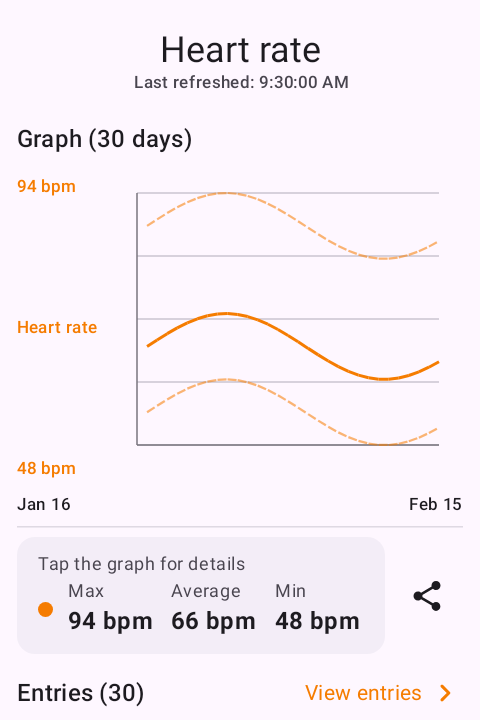 Heart rate
Last refreshed: 9:30:00 AM
Graph (30 days)
94 bpm
Heart rate
48 bpm
Jan 16 Feb 15
Tap the graph for details
Max Average Min
94 bpm 66 bpm 48 bpm
Entries (30) View entries